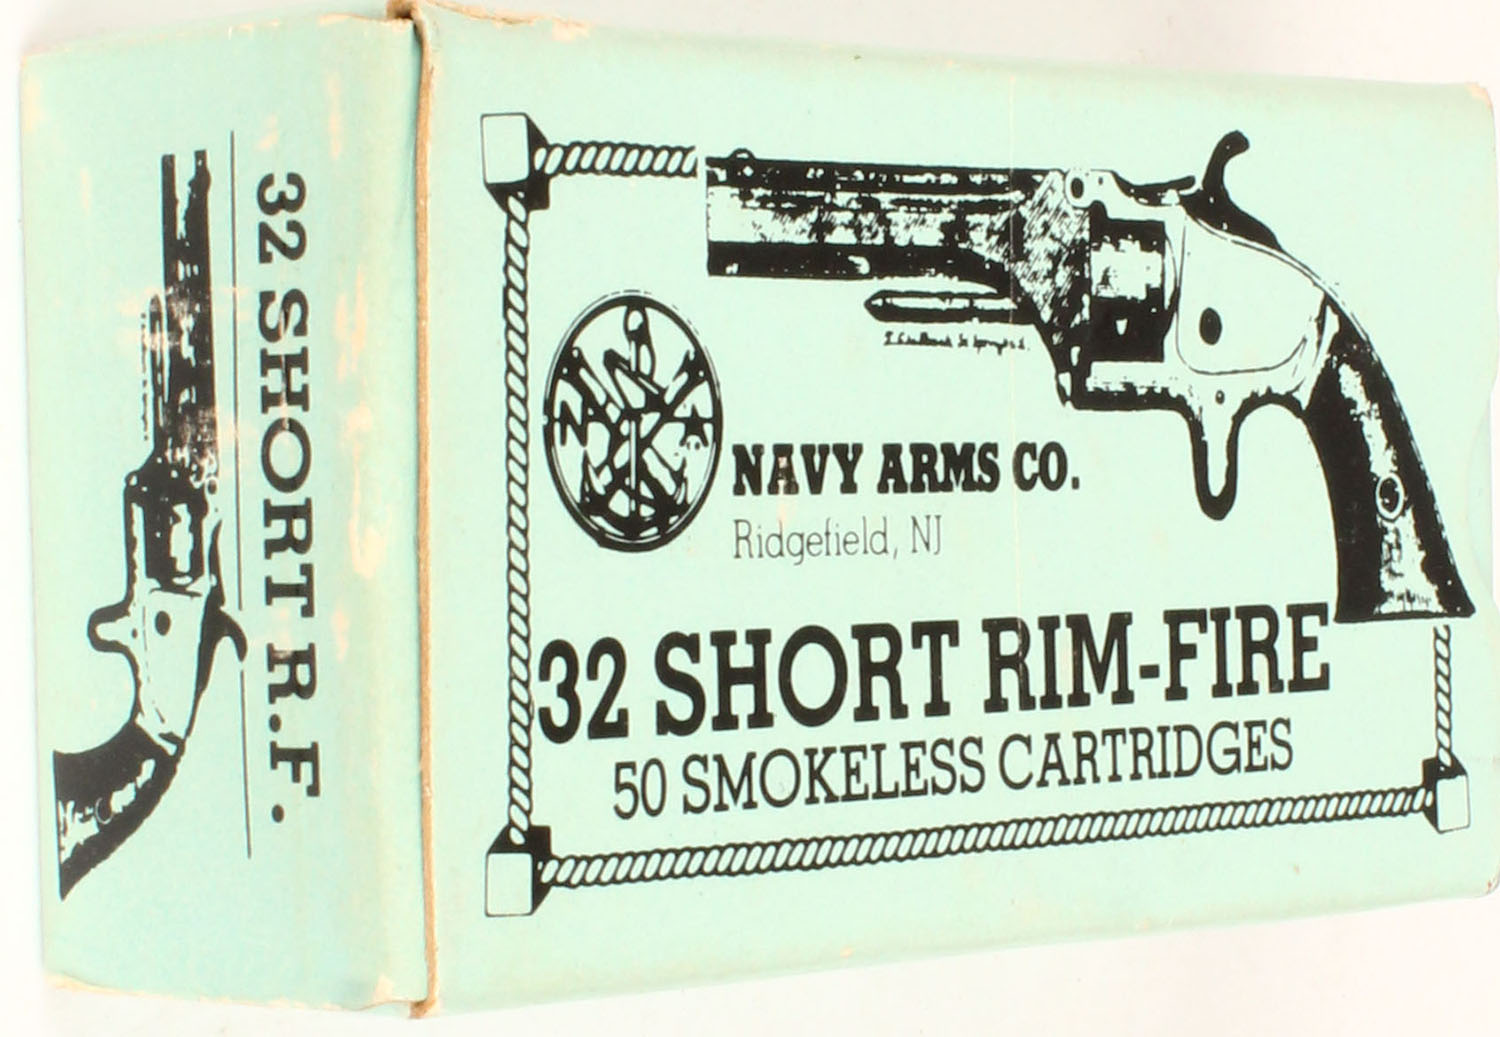 32 SHORT R.F.
N
NAVY ARMS CO.
Ridgefield, NJ
32 SHORT RIM-FIRE
50 SMOKELESS CARTRIDGES